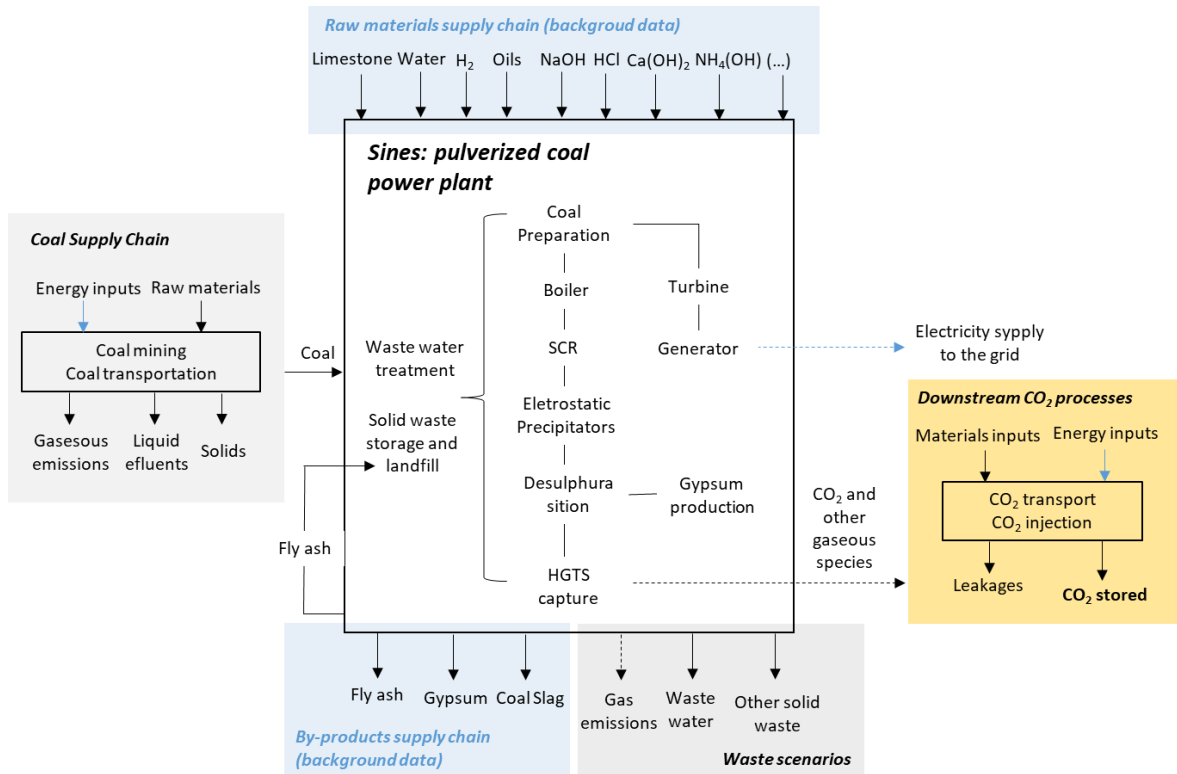 Raw materials supply chain (backgroud data)
Limestone Water H₂ Oils NaOH HCl Ca(OH)₂ NH₄(OH) (...)
Sines: pulverized coal
power plant
Coal Supply Chain
Energy inputs
Raw materials
Coal mining
Coal transportation
Gasesous
emissions
Liquid
efluents
Solids
Coal
Waste water
treatment
Solid waste
storage and
landfill
Fly ash
Coal
Preparation
Boiler
SCR
Eletrostatic
Precipitators
Desulphura
sition
HGTS
capture
Turbine
Generator
Gypsum
production
Electricity sypply
to the grid
CO₂ and
other
gaseous
species
Downstream CO₂ processes
Materials inputs
Energy inputs
CO₂ transport
CO₂ injection
Leakages
CO₂ stored
Fly ash
Gypsum
Coal Slag
By-products supply chain
(background data)
Gas
emissions
Waste
water
Other solid
waste
Waste scenarios